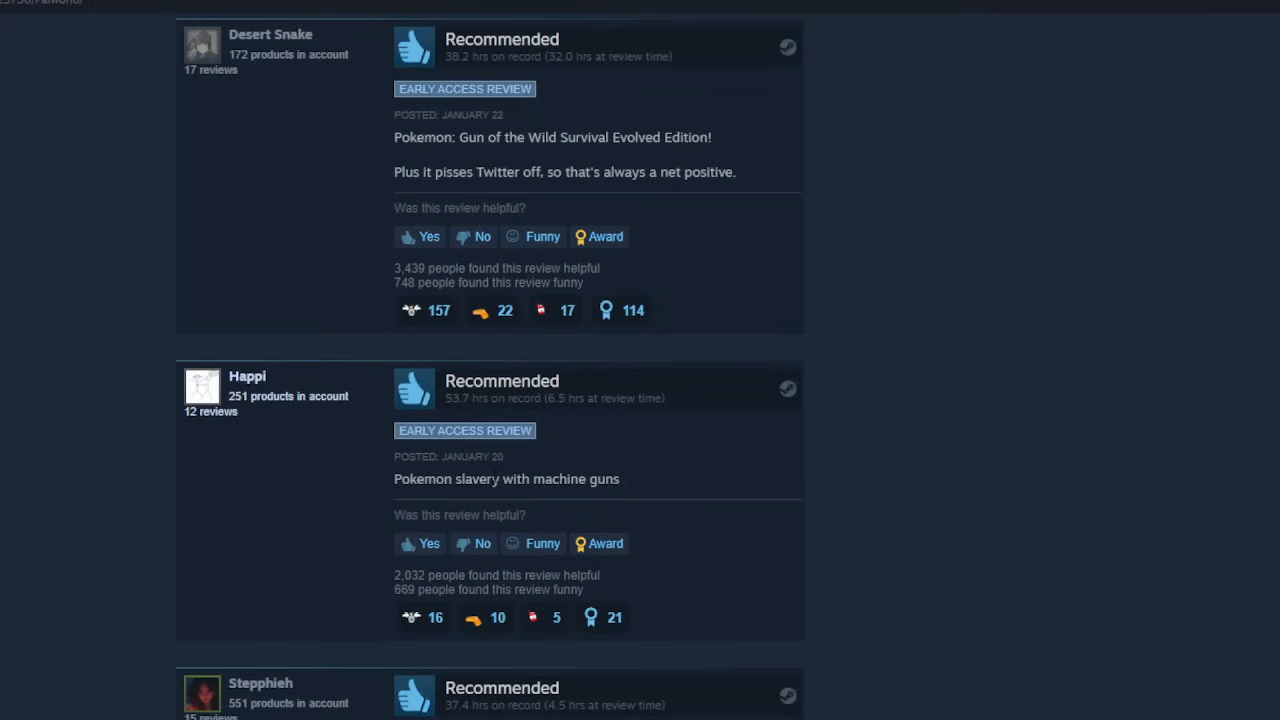 Desert Snake
172 products in account
17 reviews
Recommended
38.2 hrs on record (32.0 hrs at review time)
EARLY ACCESS REVIEW
POSTED: JANUARY 22
Pokemon: Gun of the Wild Survival Evolved Edition!
Plus it pisses Twitter off, so that's always a net positive.
Was this review helpful?
Yes No Funny Award
3,439 people found this review helpful
748 people found this review funny
157 22 17 114
Happi
251 products in account
12 reviews
Recommended
53.7 hrs on record (6.5 hrs at review time)
EARLY ACCESS REVIEW
POSTED: JANUARY 20
Pokemon slavery with machine guns
Was this review helpful?
Yes No Funny Award
2,032 people found this review helpful
669 people found this review funny
16 10 5 21
Stepphieh
551 products in account
15 reviews
Recommended
37.4 hrs on record (4.5 hrs at review time)